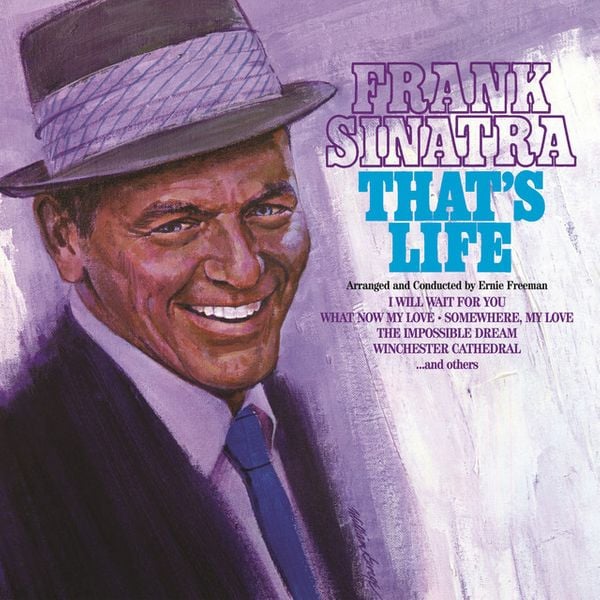 FRANK
SINATRA
THAT'S
LIFE
Arranged and Conducted by Ernie Freeman
I WILL WAIT FOR YOU
WHAT NOW MY LOVE • SOMEWHERE, MY LOVE
THE IMPOSSIBLE DREAM
WINCHESTER CATHEDRAL
...and others